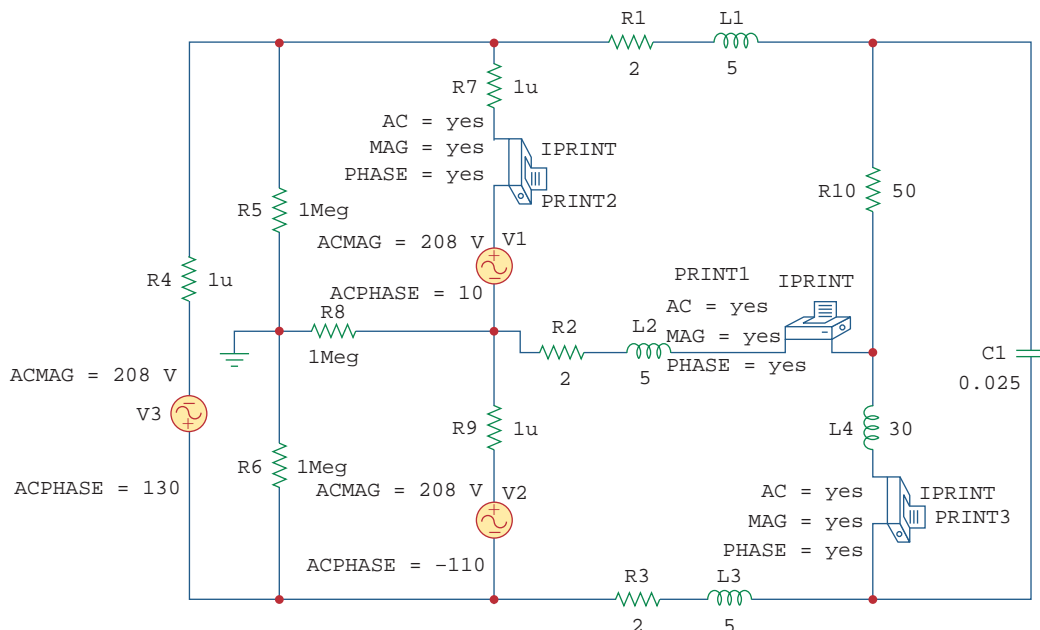 R1
L1
2
5
R7
1u
AC = yes
MAG = yes
PHASE = yes
IPRINT
PRINT2
R5
1Meg
R10
50
ACMAG = 208 V
V1
ACPHASE = 10
R4
1u
R8
1Meg
PRINT1
IPRINT
AC = yes
MAG = yes
PHASE = yes
R2
L2
2
5
C1
0.025
ACMAG = 208 V
V3
ACPHASE = 130
R9
1u
L4
30
R6
1Meg
ACMAG = 208 V
V2
ACPHASE = –110
AC = yes
MAG = yes
PHASE = yes
IPRINT
PRINT3
R3
L3
2
5